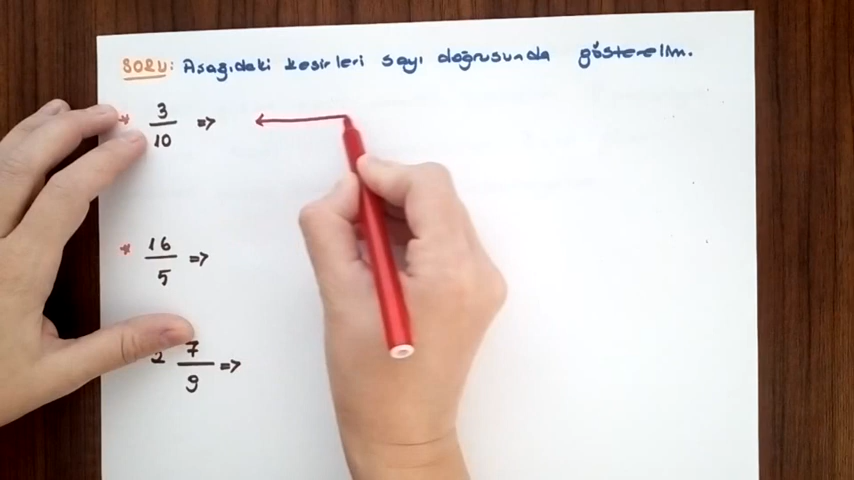 SORU: Aşağıdaki kesirleri sayı doğrusunda gösterelim.
* 3/10 =>
* 16/5 =>
2 7/9 =>